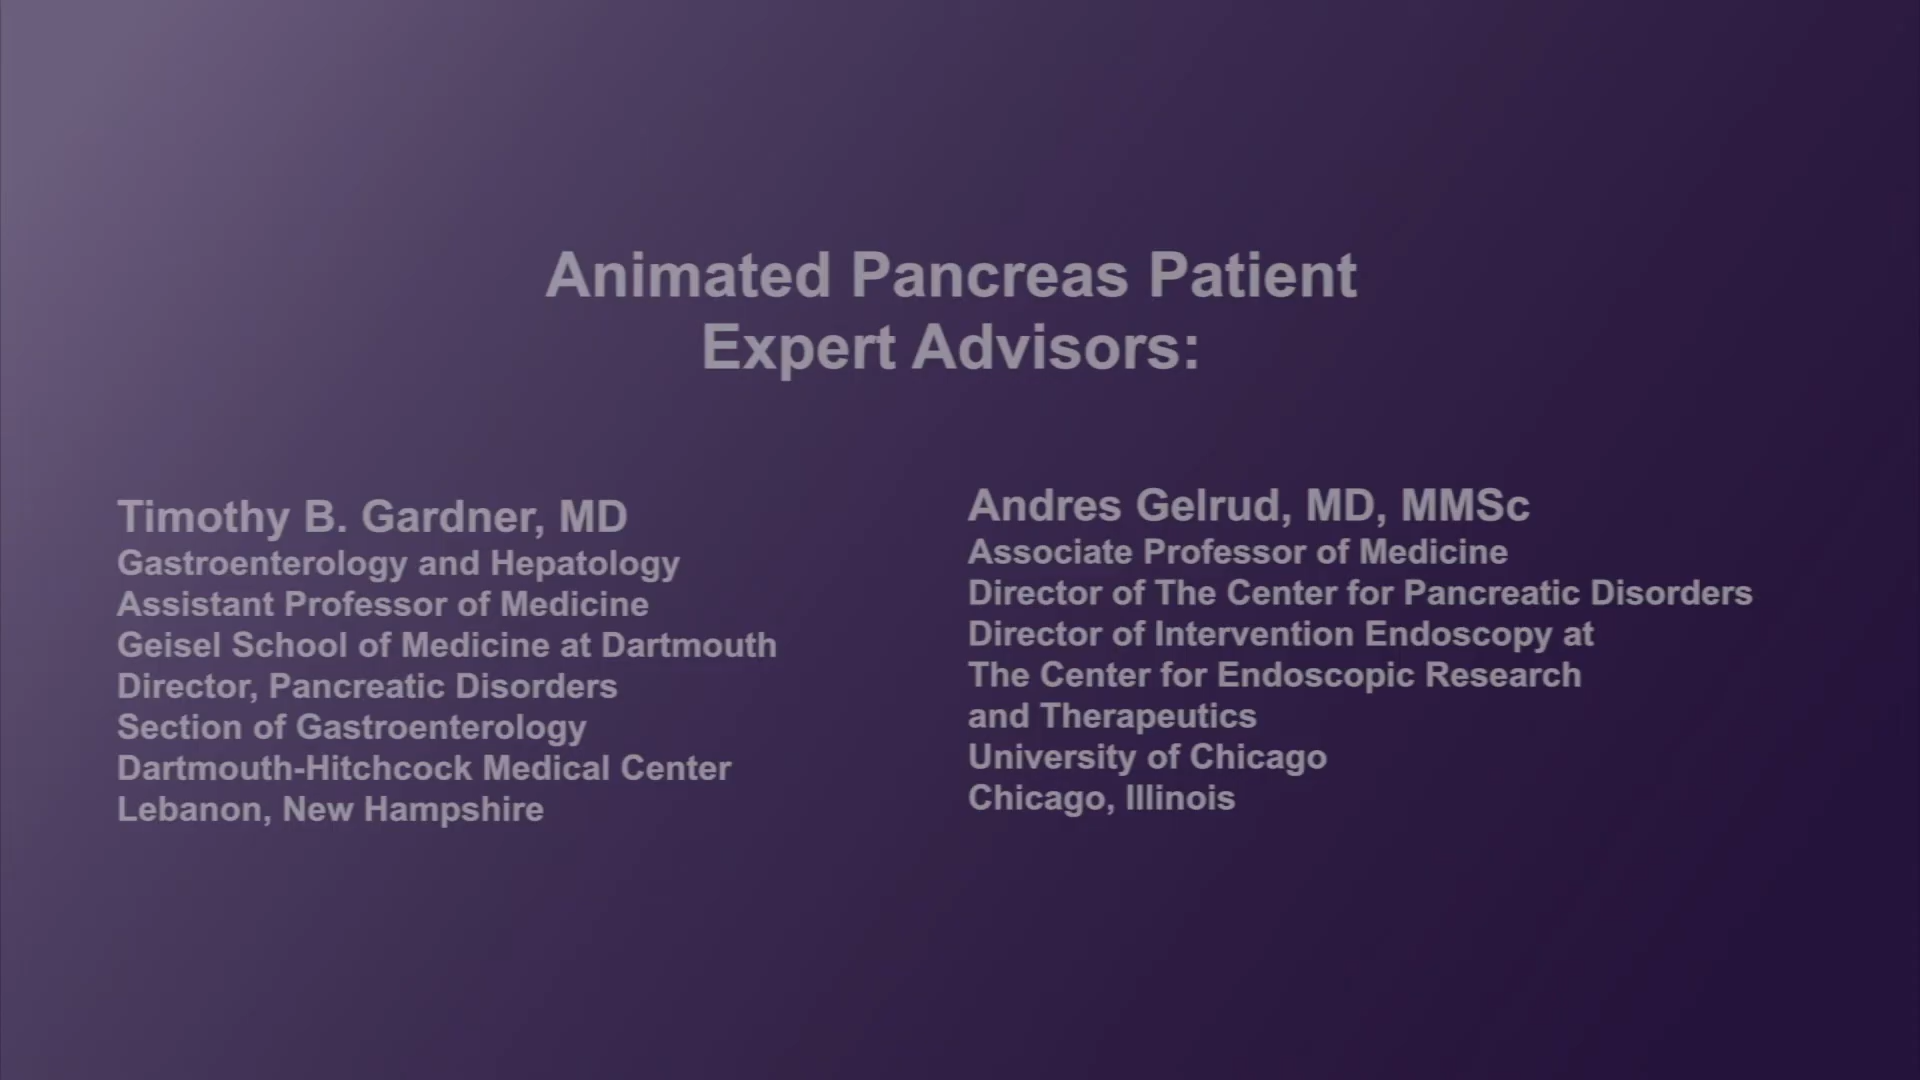 Animated Pancreas Patient
Expert Advisors:
Timothy B. Gardner, MD
Gastroenterology and Hepatology
Assistant Professor of Medicine
Geisel School of Medicine at Dartmouth
Director, Pancreatic Disorders
Section of Gastroenterology
Dartmouth-Hitchcock Medical Center
Lebanon, New Hampshire
Andres Gelrud, MD, MMSc
Associate Professor of Medicine
Director of The Center for Pancreatic Disorders
Director of Intervention Endoscopy at
The Center for Endoscopic Research
and Therapeutics
University of Chicago
Chicago, Illinois